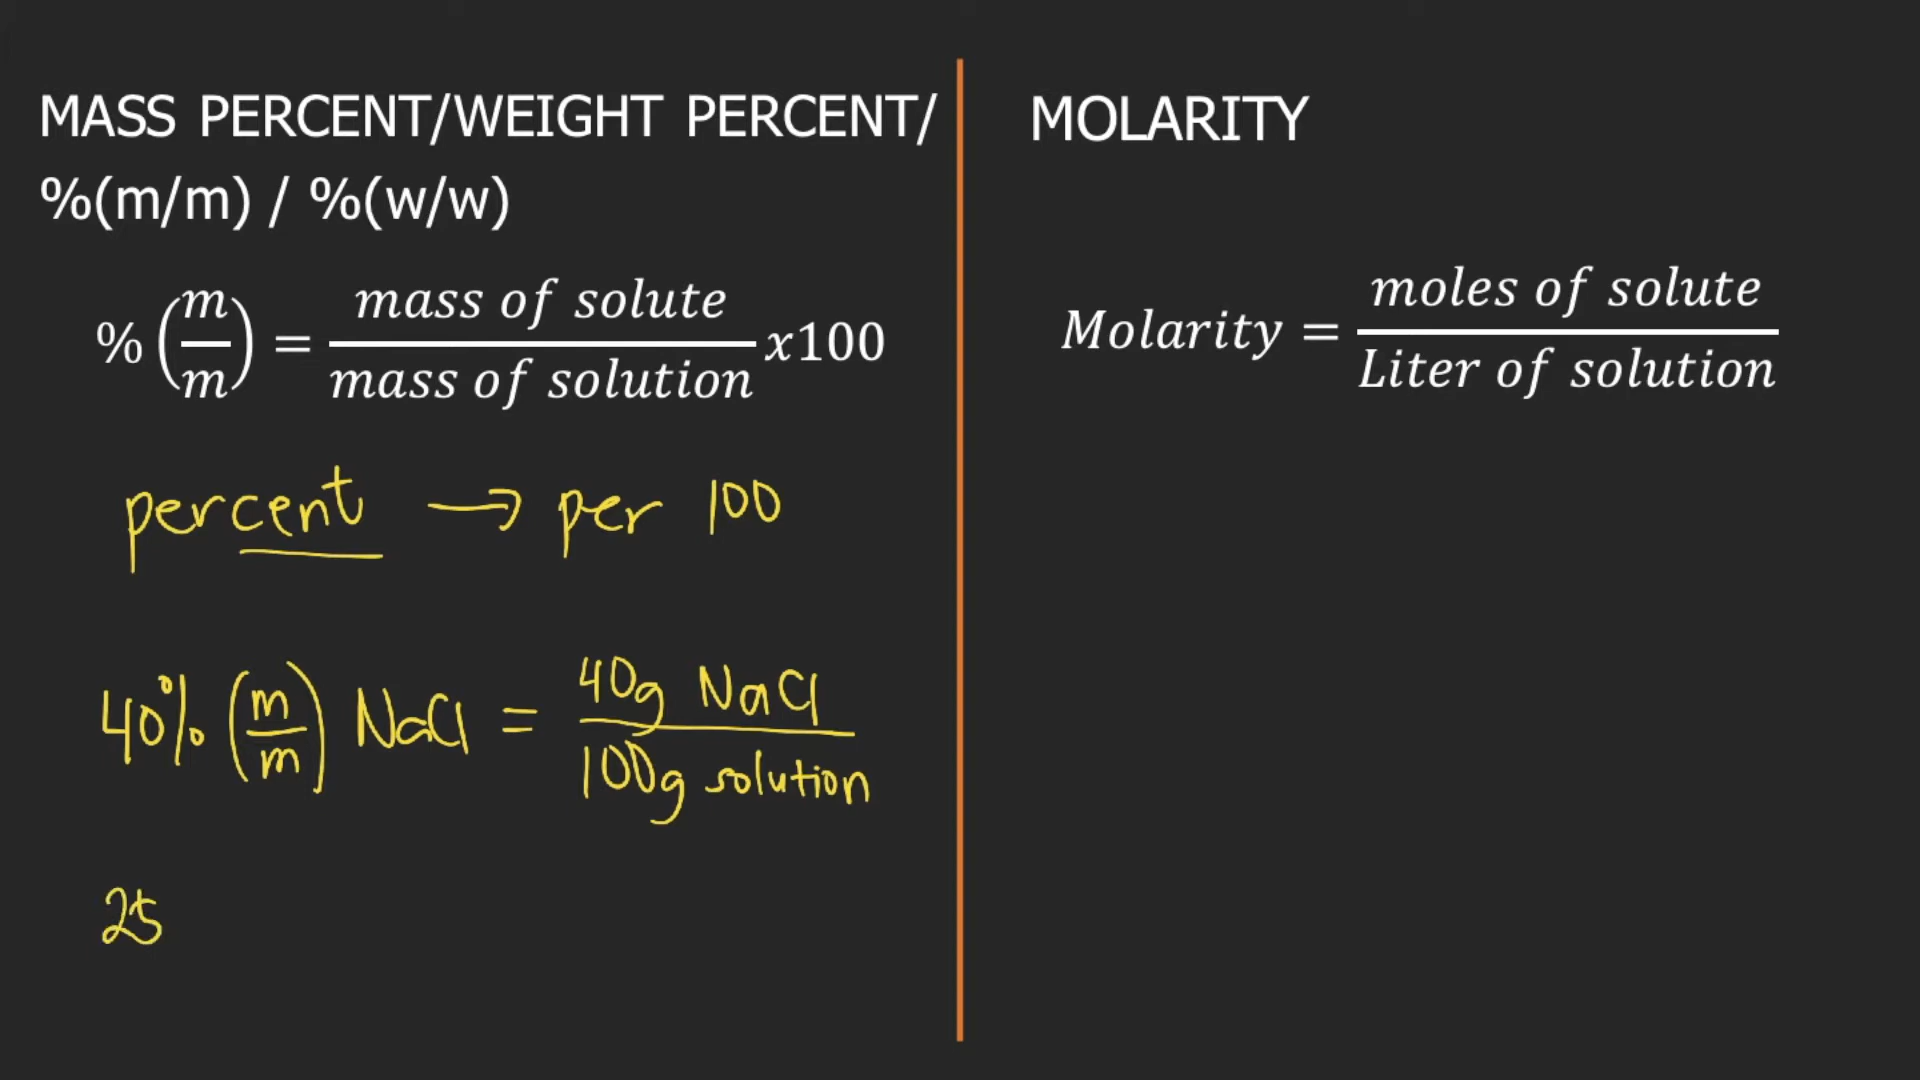 MASS PERCENT/WEIGHT PERCENT/
%(m/m) / %(w/w)
% (m/m) = mass of solute / mass of solution x100
percent → per 100
40% (m/m) NaCl = 40g NaCl / 100g solution
25
MOLARITY
Molarity = moles of solute / Liter of solution